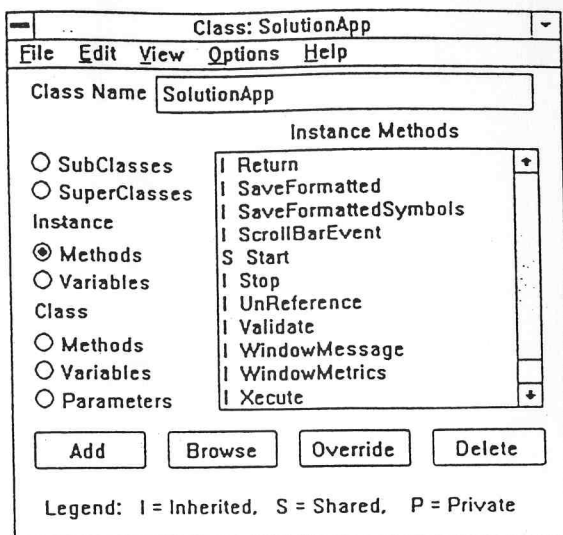 Class: SolutionApp
File Edit View Options Help
Class Name SolutionApp
Instance Methods
SubClasses
SuperClasses
Instance
Methods
Variables
Class
Methods
Variables
Parameters
I Return
I SaveFormatted
I SaveFormattedSymbols
I ScrollBarEvent
S Start
I Stop
I UnReference
I Validate
I WindowMessage
I WindowMetrics
I Xecute
Add Browse Override Delete
Legend: I = Inherited, S = Shared, P = Private